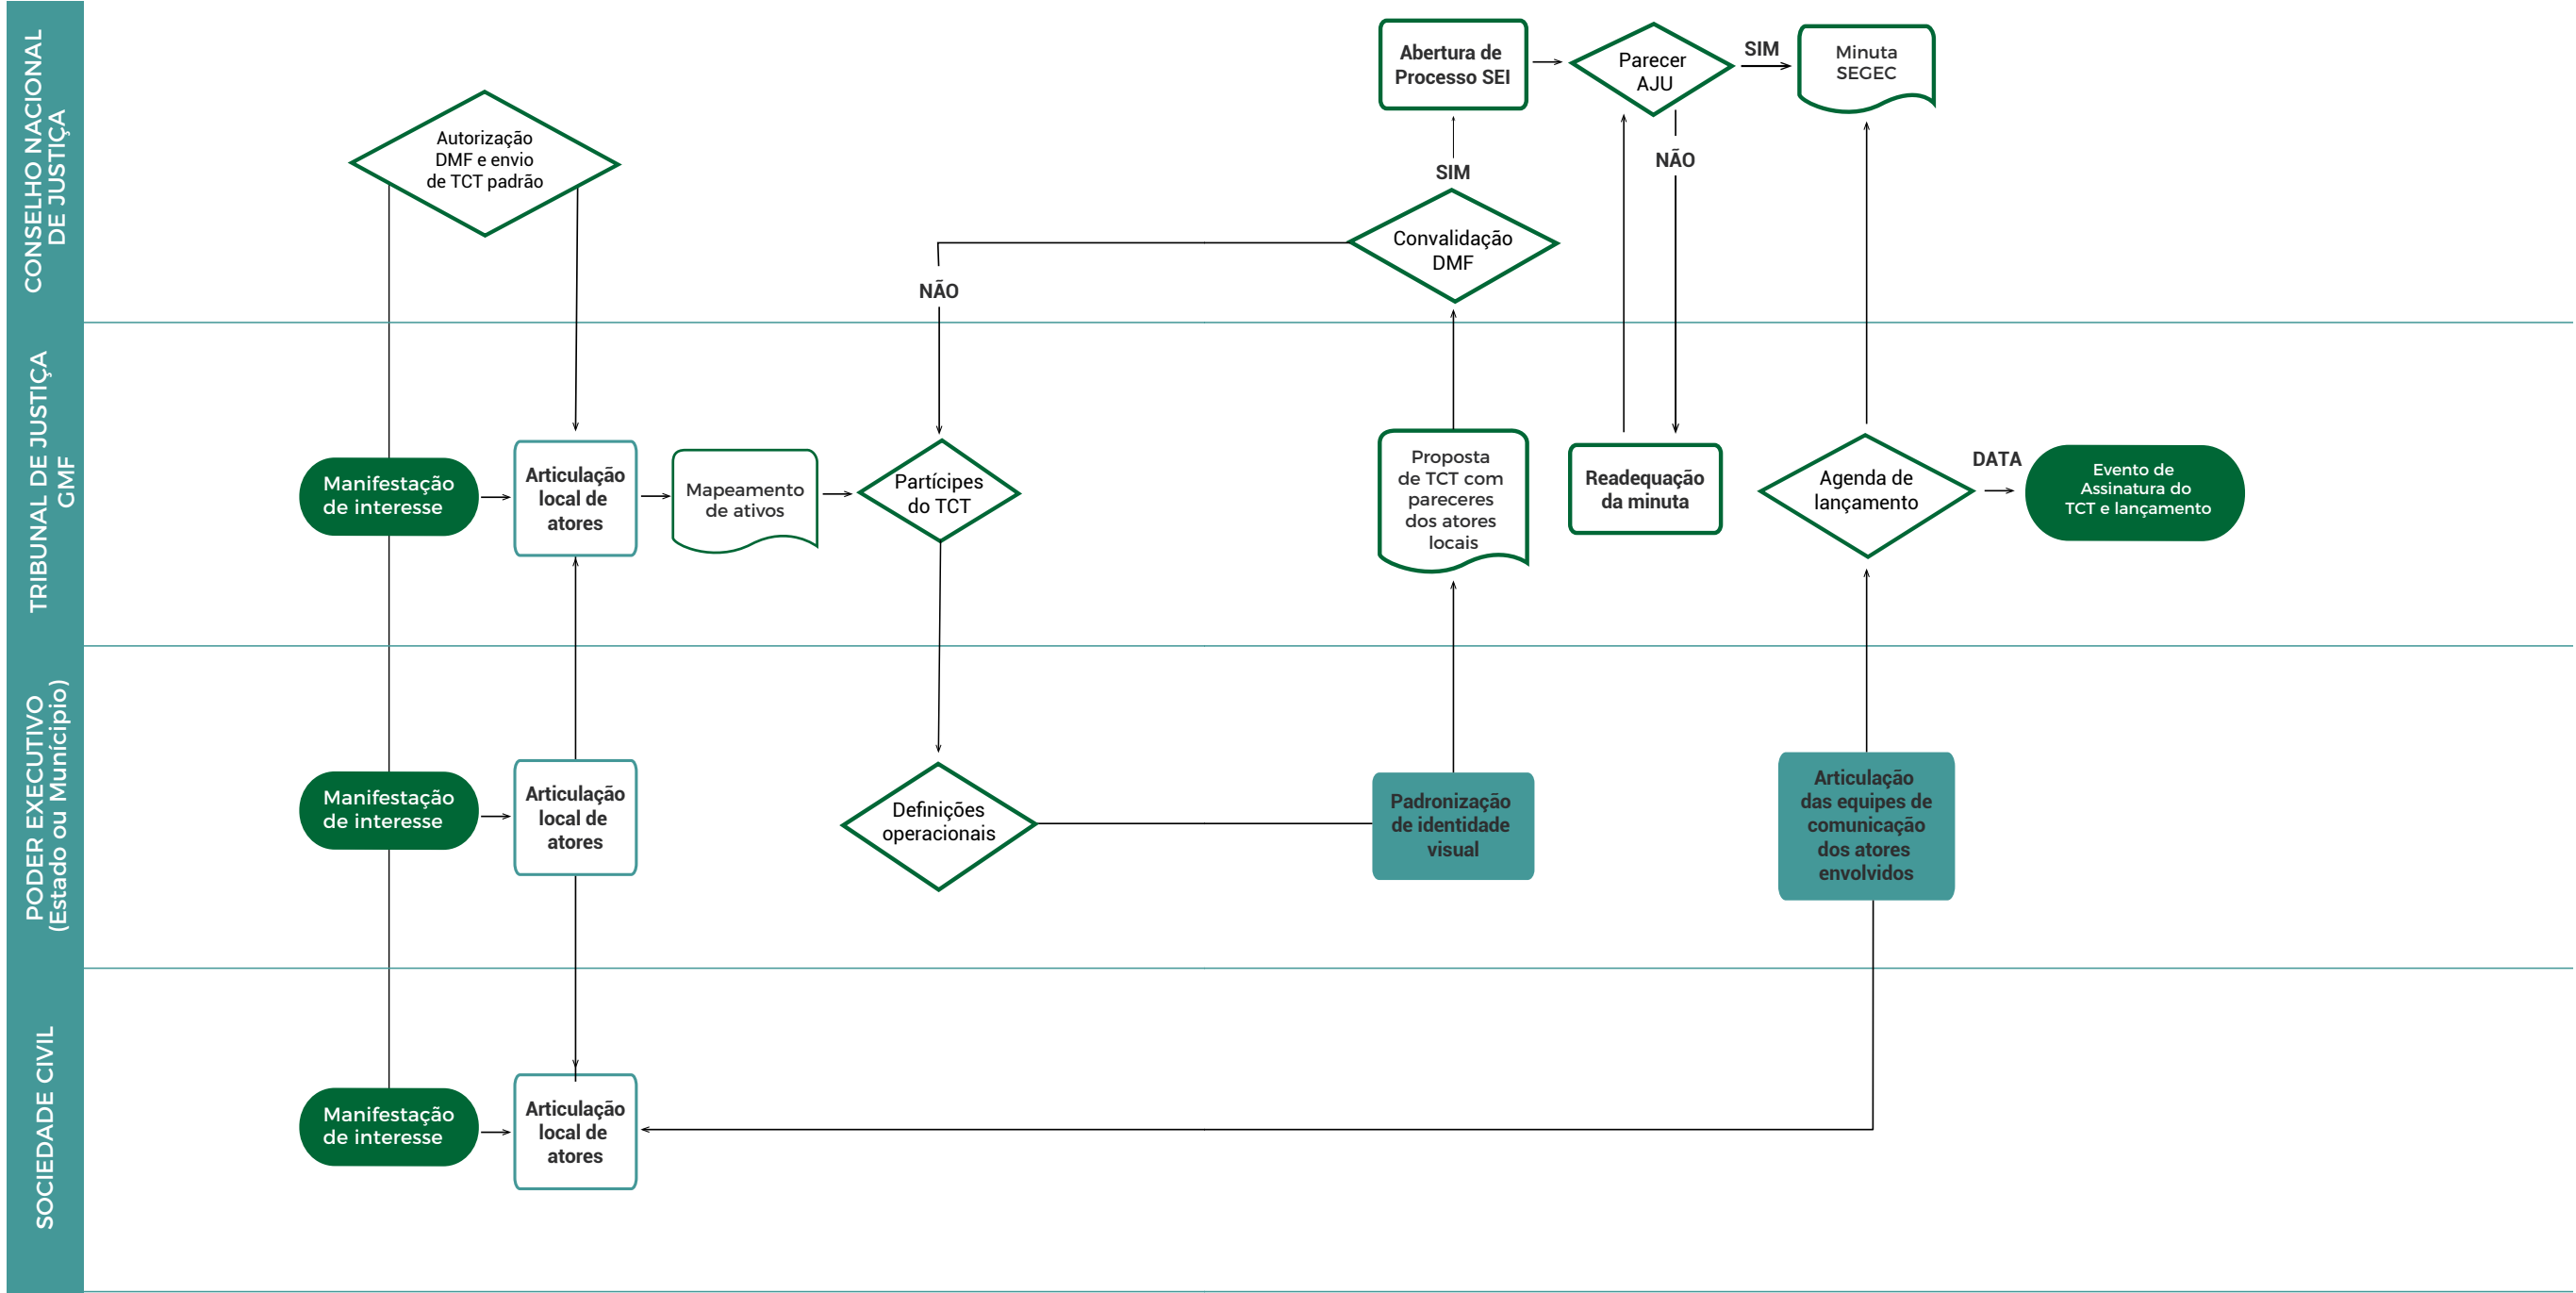 CONSELHO NACIONAL
DE JUSTIÇA
Autorização
DMF e envio
de TCT padrão
NÃO
Convalidação
DMF
SIM
Abertura de
Processo SEI
Parecer
AJU
SIM
NÃO
Minuta
SEGEC
TRIBUNAL DE JUSTIÇA
GMF
Manifestação
de interesse
Articulação
local de
atores
Mapeamento
de ativos
Partícipes
do TCT
Proposta
de TCT com
pareceres
dos atores
locais
Readequação
da minuta
Agenda de
lançamento
DATA
Evento de
Assinatura do
TCT e lançamento
PODER EXECUTIVO
(Estado ou Munícipio)
Manifestação
de interesse
Articulação
local de
atores
Definições
operacionais
Padronização
de identidade
visual
Articulação
das equipes de
comunicação
dos atores
envolvidos
SOCIEDADE CIVIL
Manifestação
de interesse
Articulação
local de
atores